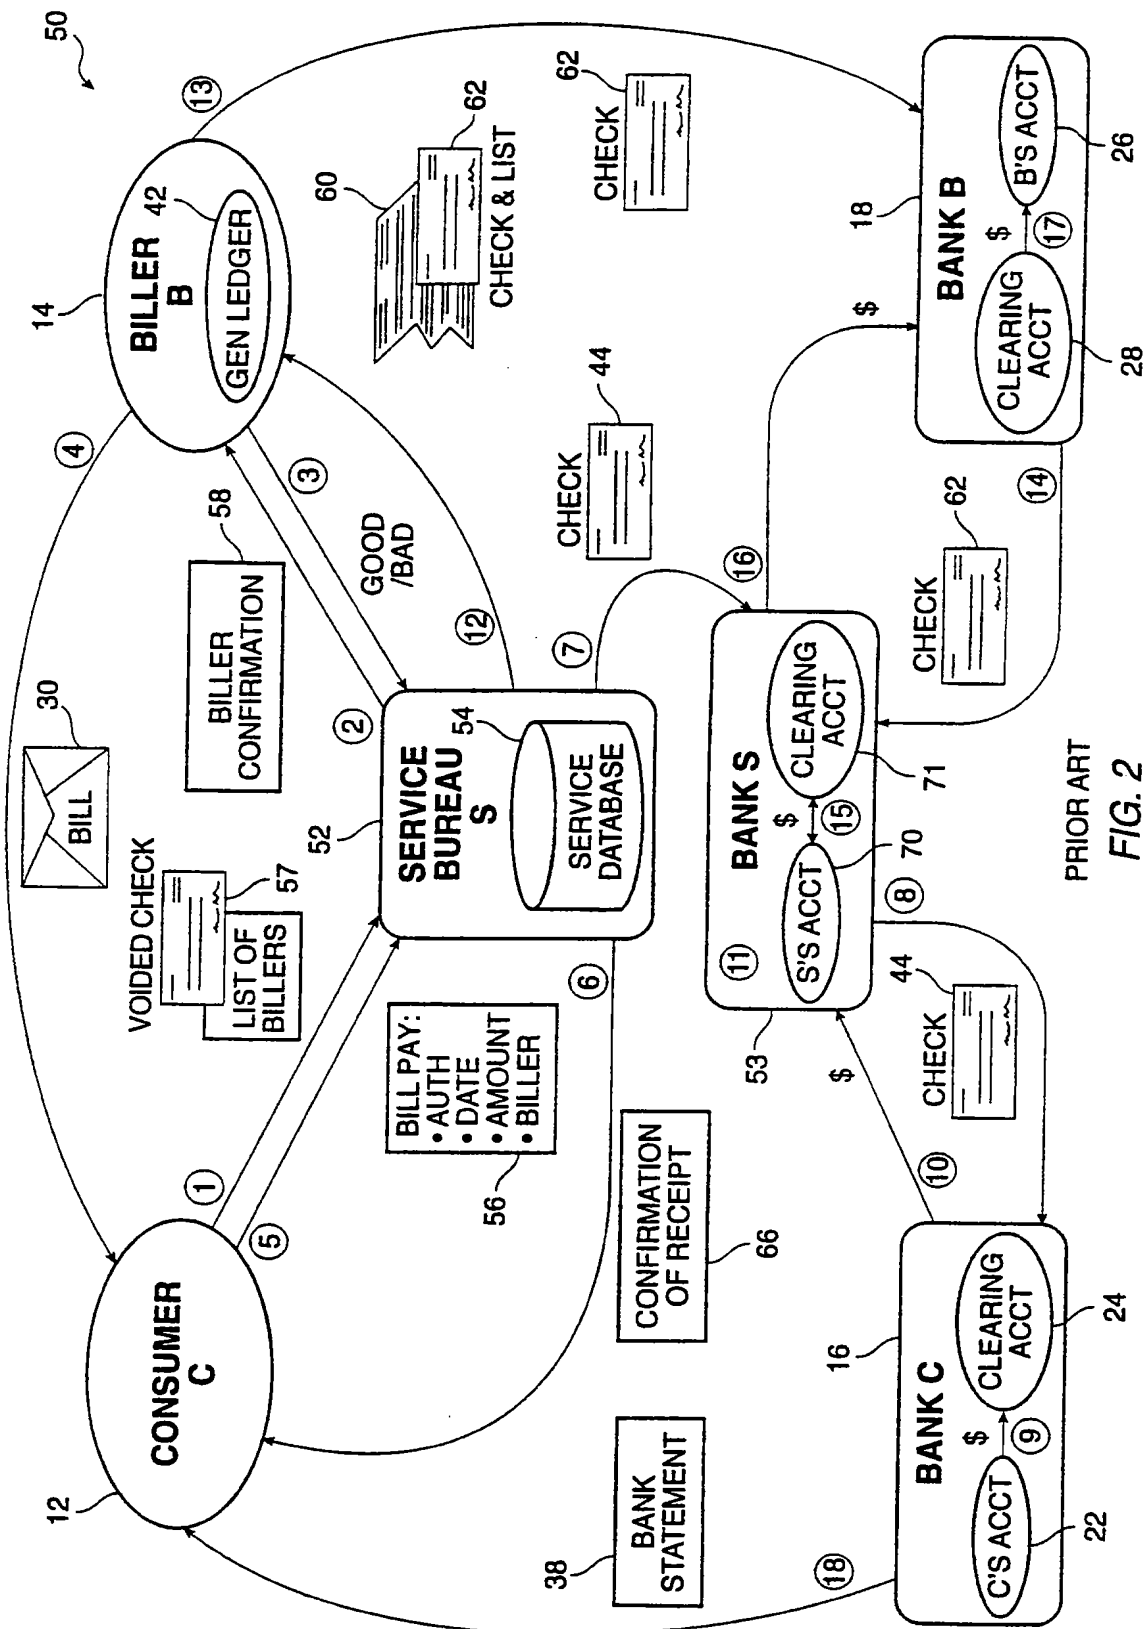 50
13
14
BILLER
B
42
GEN LEDGER
4
3
GOOD
/BAD
58
BILLER
CONFIRMATION
2
12
60
62
CHECK & LIST
62
CHECK
30
BILL
VOIDED CHECK
57
LIST OF
BILLERS
52
SERVICE
BUREAU
S
54
SERVICE
DATABASE
1
5
12
CONSUMER
C
BILL PAY:
• AUTH
• DATE
• AMOUNT
• BILLER
56
6
CONFIRMATION
OF RECEIPT
66
7
CHECK
44
16
$
18
BANK B
CLEARING
ACCT
28
$
17
B'S ACCT
26
14
CHECK
62
BANK S
11
S'S ACCT
70
$
15
CLEARING
ACCT
71
53
8
CHECK
44
$
10
16
BANK C
C'S ACCT
22
$
9
CLEARING
ACCT
24
38
BANK
STATEMENT
18
PRIOR ART
FIG. 2